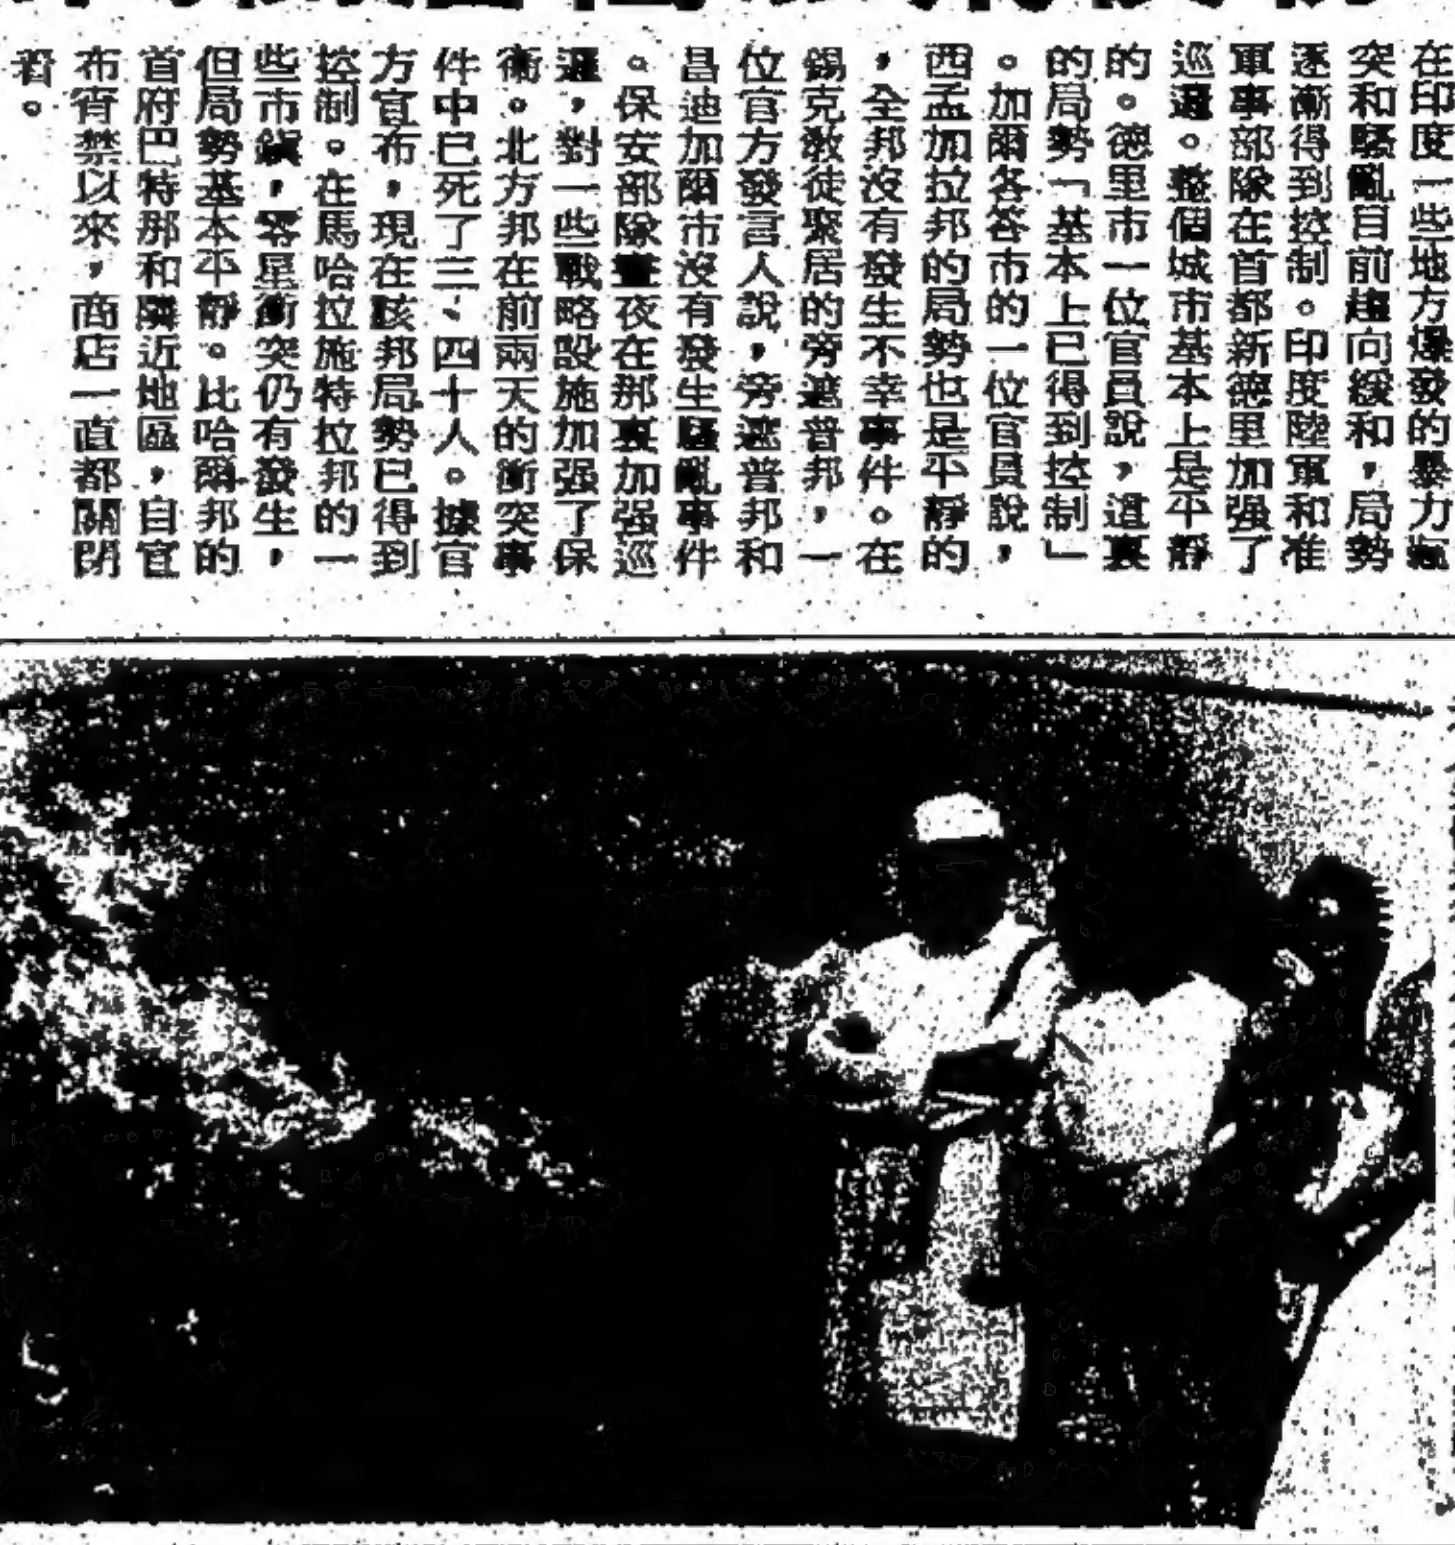 在印度一些地方爆發的暴力衝
突和騷亂目前趨向緩和，局勢
逐漸得到控制。印度陸軍和准
軍事部隊在首都新德里加强了
巡邏。整個城市基本上是平靜
的。德里市一位官員說，這裏
的局勢「基本上已得到控制」
。加爾各答市的一位官員說，
西孟加拉邦的局勢也是平靜的
，全邦沒有發生不幸事件。在
錫克教徒聚居的旁遮普邦，一
位官方發言人說，旁遮普邦和
昌迪加爾市沒有發生騷亂事件
。保安部隊晝夜在那裏加强巡
邏，對一些戰略設施加强了保
衞。北方邦在前兩天的衝突事
件中已死了三、四十人。據官
方宣布，現在該邦局勢已得到
控制。在馬哈拉施特拉邦的一
些市鎮，零星衝突仍有發生，
但局勢基本平靜。比哈爾邦的
首府巴特那和隣近地區，自宣
布宵禁以來，商店一直都關閉
着。